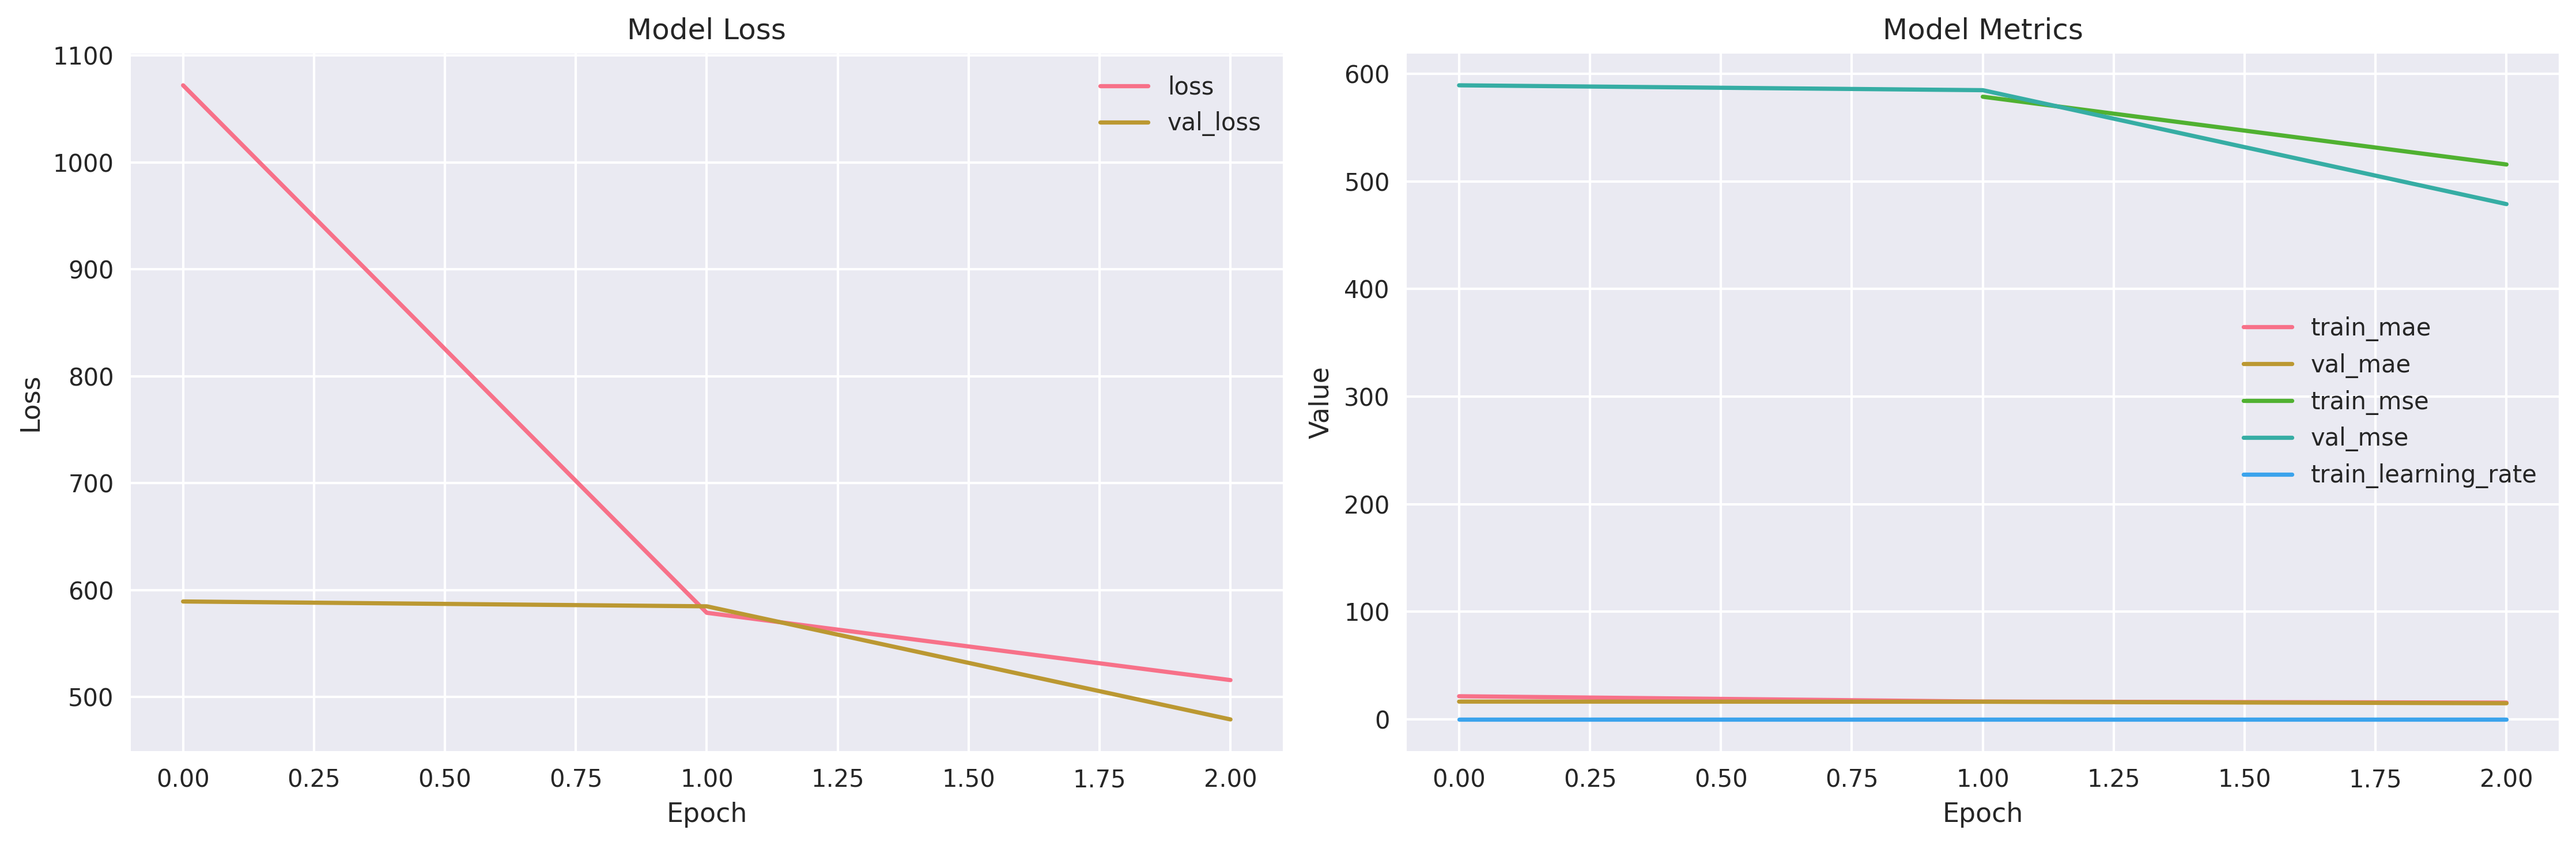 Model Loss
1100
1000
900
800
700
600
500
Loss
0.00 0.25 0.50 0.75 1.00 1.25 1.50 1.75 2.00
Epoch
loss
val_loss
Model Metrics
600
500
400
300
200
100
0
Value
0.00 0.25 0.50 0.75 1.00 1.25 1.50 1.75 2.00
Epoch
train_mae
val_mae
train_mse
val_mse
train_learning_rate